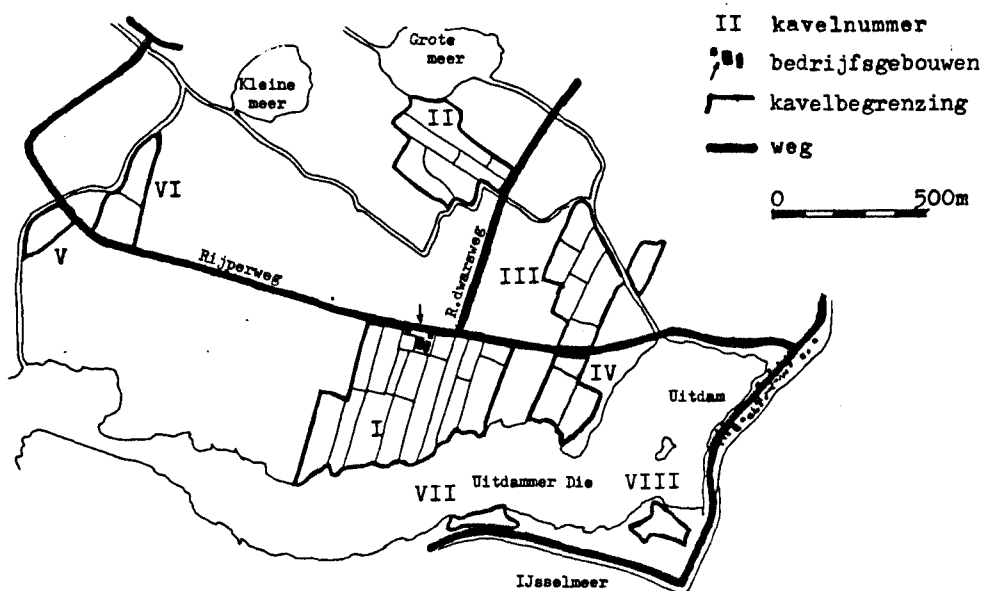 II kavelnummer
bedrijfsgebouwen
kavelbegrenzing
weg
0 500m
Grote
meer
Kleine
meer
II
VI
V
Rijperweg
R.dwarsweg
III
IV
I
Uitdam
VII
Uitdammer Die
VIII
IJsselmeer